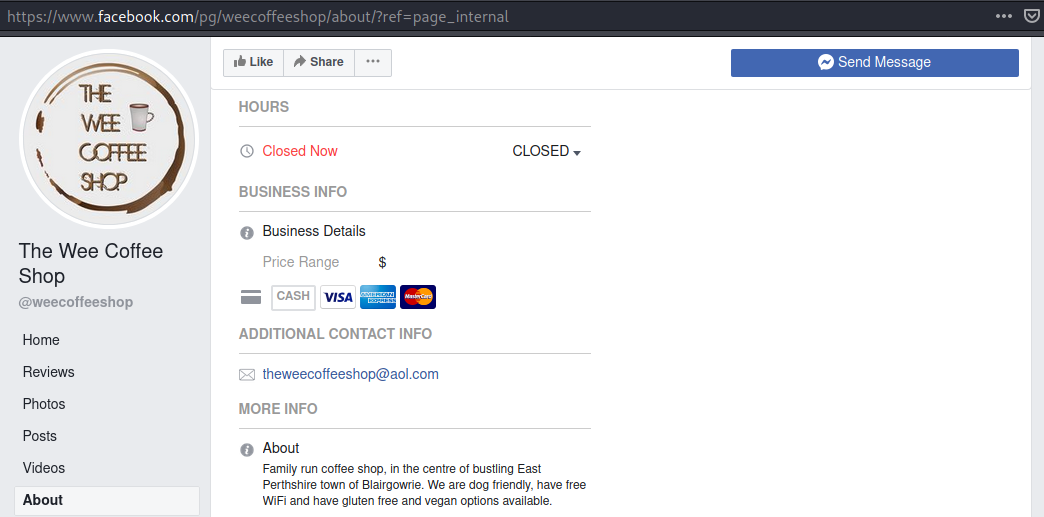 https://www.facebook.com/pg/weecoffeeshop/about/?ref=page_internal
THE
WEE
COFFEE
SHOP
The Wee Coffee
Shop
@weecoffeeshop
Home
Reviews
Photos
Posts
Videos
About
Like
Share
Send Message
HOURS
Closed Now
CLOSED
BUSINESS INFO
Business Details
Price Range $
CASH VISA AMERICAN EXPRESS MasterCard
ADDITIONAL CONTACT INFO
theweecoffeeshop@aol.com
MORE INFO
About
Family run coffee shop, in the centre of bustling East
Perthshire town of Blairgowrie. We are dog friendly, have free
WiFi and have gluten free and vegan options available.